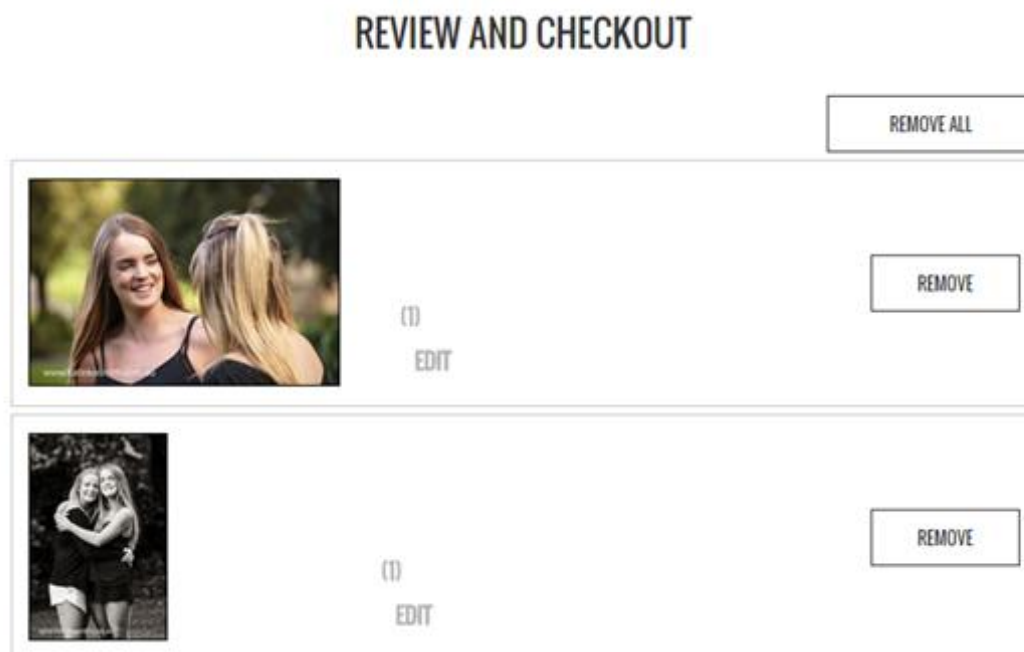 REVIEW AND CHECKOUT
REMOVE ALL
REMOVE
(1)
EDIT
REMOVE
(1)
EDIT